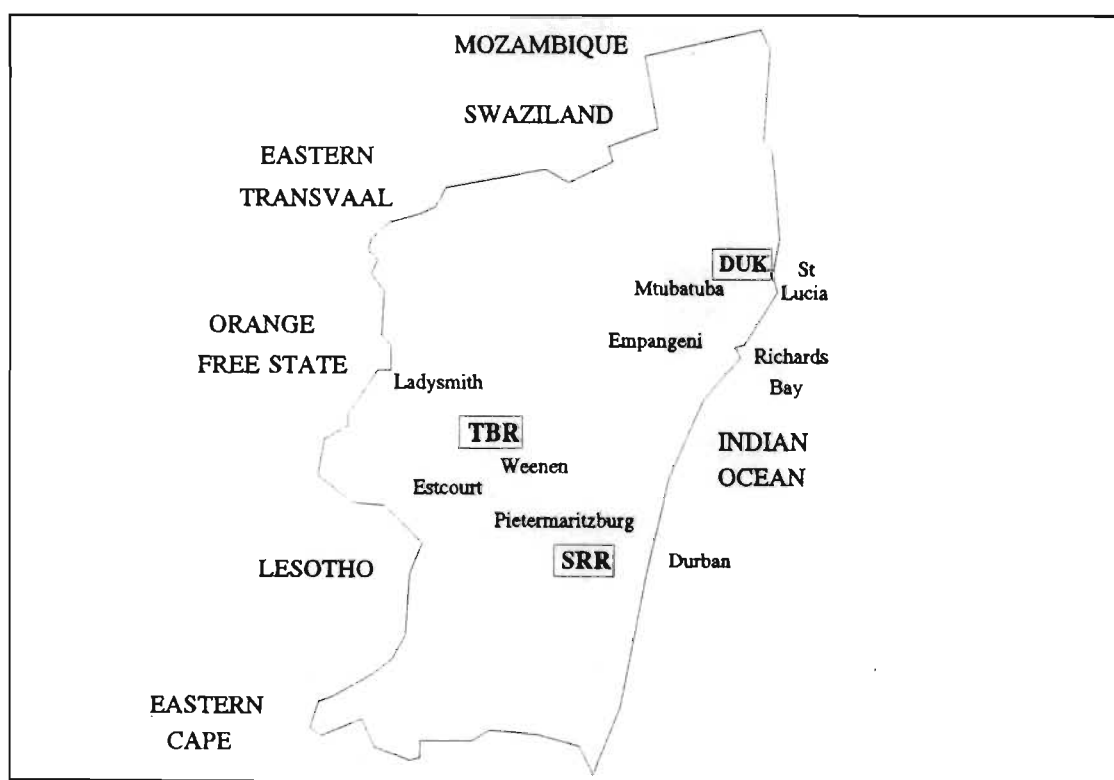 MOZAMBIQUE
SWAZILAND
EASTERN
TRANSVAAL
DUK
St
Mtubatuba
Lucia
ORANGE
FREE STATE
Empangeni
Richards
Bay
Ladysmith
TBR
INDIAN
OCEAN
Weenen
Estcourt
Pietermaritzburg
SRR
Durban
LESOTHO
EASTERN
CAPE